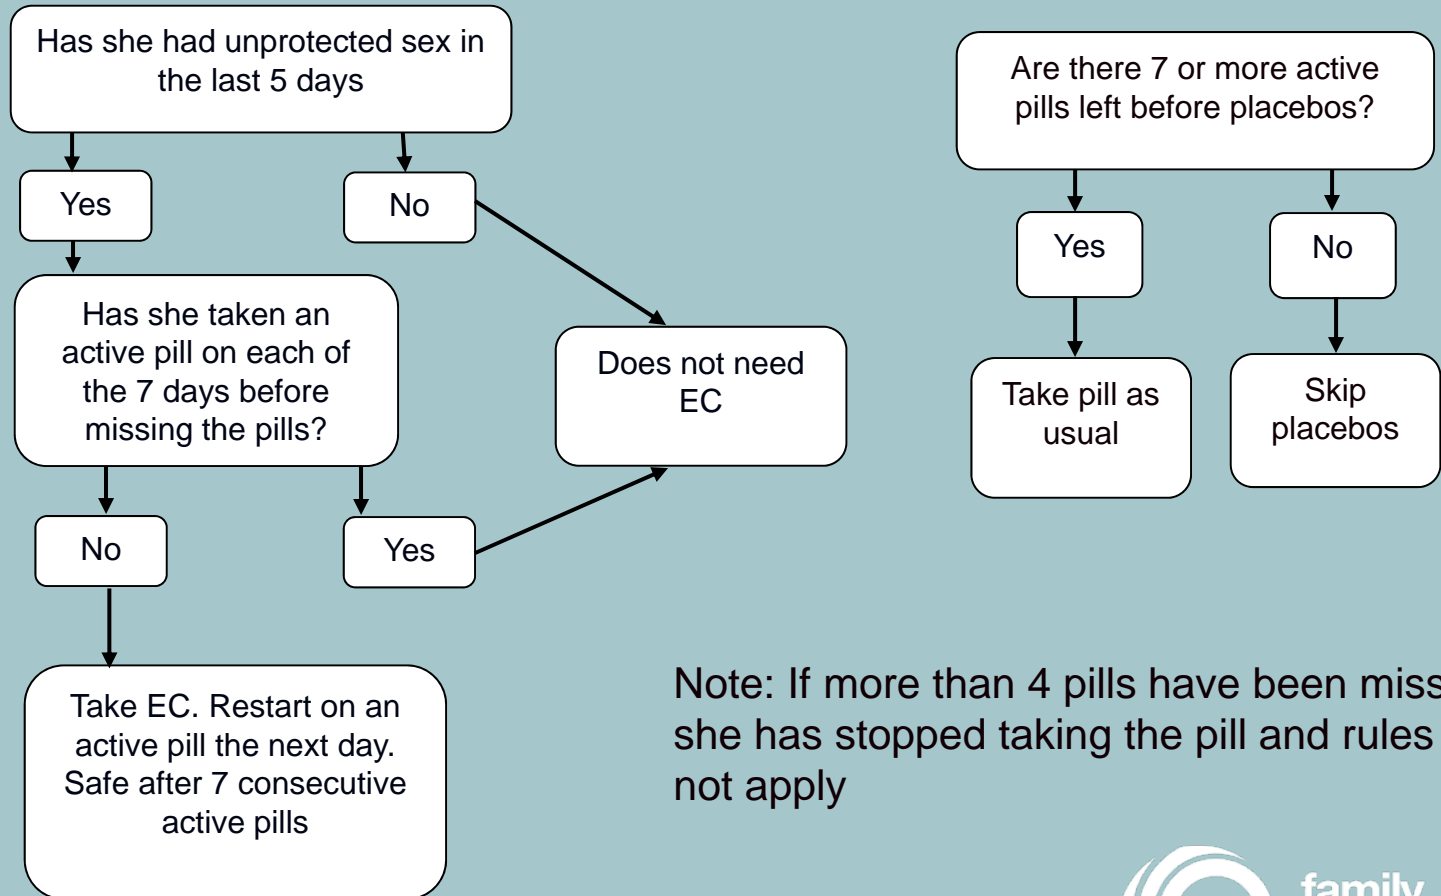 Has she had unprotected sex in
the last 5 days
Yes
No
Has she taken an
active pill on each of
the 7 days before
missing the pills?
Does not need
EC
No
Yes
Take EC. Restart on an
active pill the next day.
Safe after 7 consecutive
active pills
Are there 7 or more active
pills left before placebos?
Yes
No
Take pill as
usual
Skip
placebos
Note: If more than 4 pills have been miss
she has stopped taking the pill and rules
not apply
family